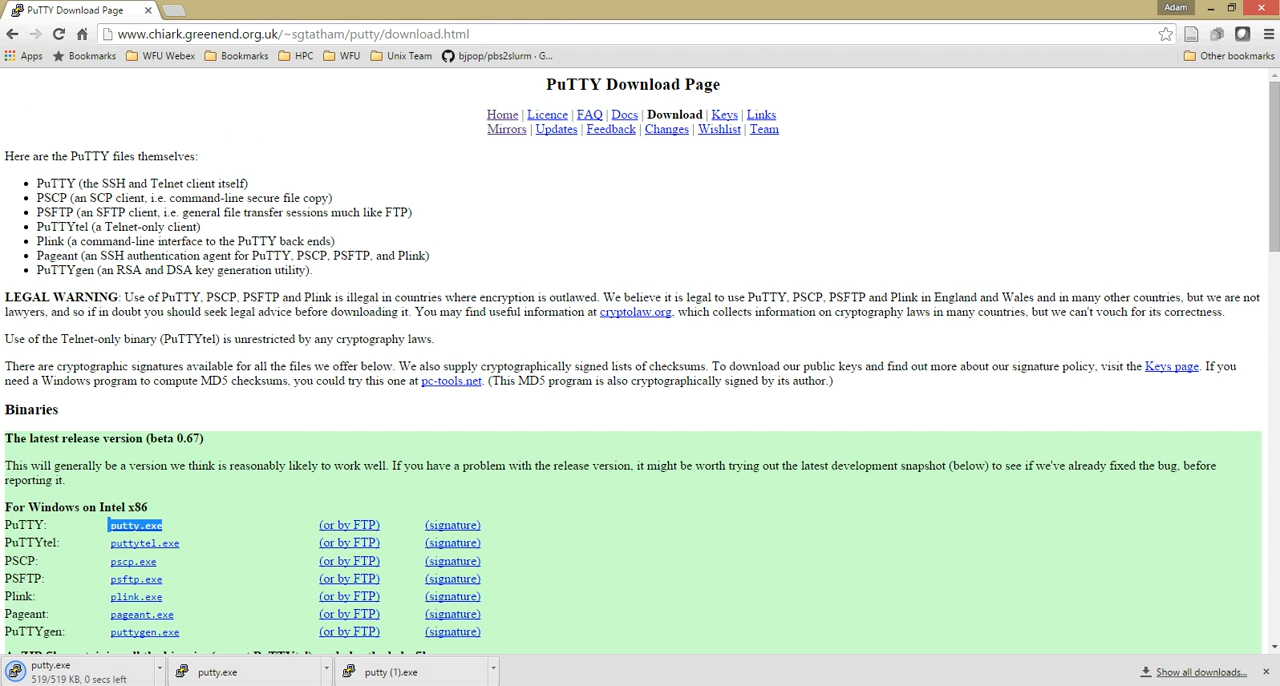 PuTTY Download Page
Adam
www.chiark.greenend.org.uk/~sgtatham/putty/download.html
Apps Bookmarks WFU Webex Bookmarks HPC WFU Unix Team bjpop/pbs2slurm · G... Other bookmarks
PuTTY Download Page
Home | Licence | FAQ | Docs | Download | Keys | Links
Mirrors | Updates | Feedback | Changes | Wishlist | Team
Here are the PuTTY files themselves:
• PuTTY (the SSH and Telnet client itself)
• PSCP (an SCP client, i.e. command-line secure file copy)
• PSFTP (an SFTP client, i.e. general file transfer sessions much like FTP)
• PuTTYtel (a Telnet-only client)
• Plink (a command-line interface to the PuTTY back ends)
• Pageant (an SSH authentication agent for PuTTY, PSCP, PSFTP, and Plink)
• PuTTYgen (an RSA and DSA key generation utility).
LEGAL WARNING: Use of PuTTY, PSCP, PSFTP and Plink is illegal in countries where encryption is outlawed. We believe it is legal to use PuTTY, PSCP, PSFTP and Plink in England and Wales and in many other countries, but we are not
lawyers, and so if in doubt you should seek legal advice before downloading it. You may find useful information at cryptolaw.org, which collects information on cryptography laws in many countries, but we can't vouch for its correctness.
Use of the Telnet-only binary (PuTTYtel) is unrestricted by any cryptography laws.
There are cryptographic signatures available for all the files we offer below. We also supply cryptographically signed lists of checksums. To download our public keys and find out more about our signature policy, visit the Keys page. If you
need a Windows program to compute MD5 checksums, you could try this one at pc-tools.net. (This MD5 program is also cryptographically signed by its author.)
Binaries
The latest release version (beta 0.67)
This will generally be a version we think is reasonably likely to work well. If you have a problem with the release version, it might be worth trying out the latest development snapshot (below) to see if we've already fixed the bug, before
reporting it.
For Windows on Intel x86
PuTTY: putty.exe (or by FTP) (signature)
PuTTYtel: puttytel.exe (or by FTP) (signature)
PSCP: pscp.exe (or by FTP) (signature)
PSFTP: psftp.exe (or by FTP) (signature)
Plink: plink.exe (or by FTP) (signature)
Pageant: pageant.exe (or by FTP) (signature)
PuTTYgen: puttygen.exe (or by FTP) (signature)
putty.exe
519/519 KB, 0 secs left
putty.exe
putty (1).exe
Show all downloads...